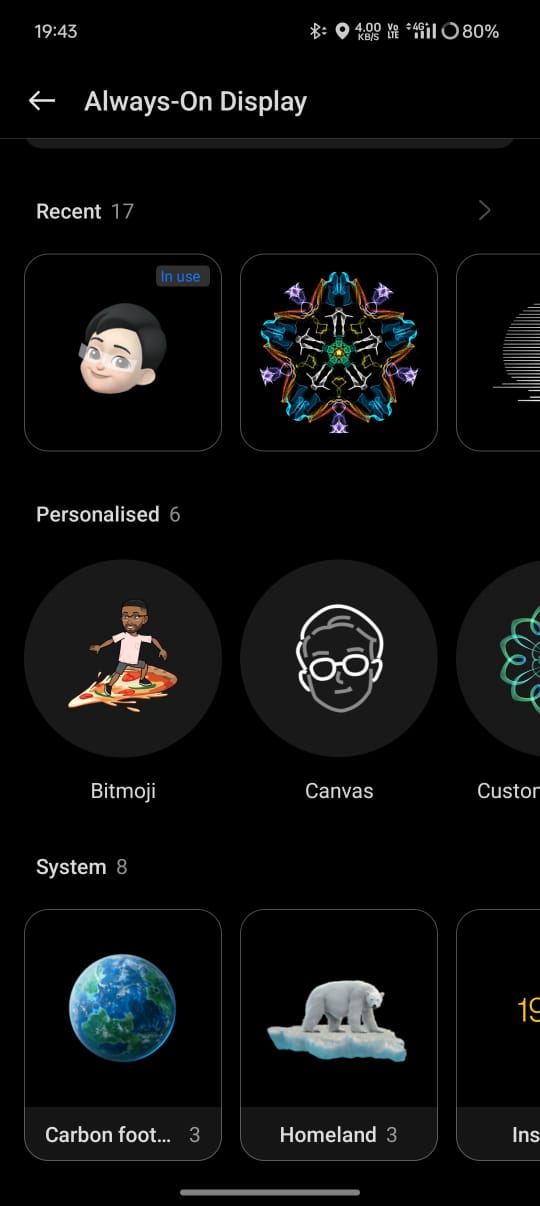 19:43
4.00 KB/S Vo LTE 4G+ 80%
Always-On Display
Recent 17
In use
Personalised 6
Bitmoji
Canvas
Custor
System 8
19
Carbon foot... 3
Homeland 3
Ins